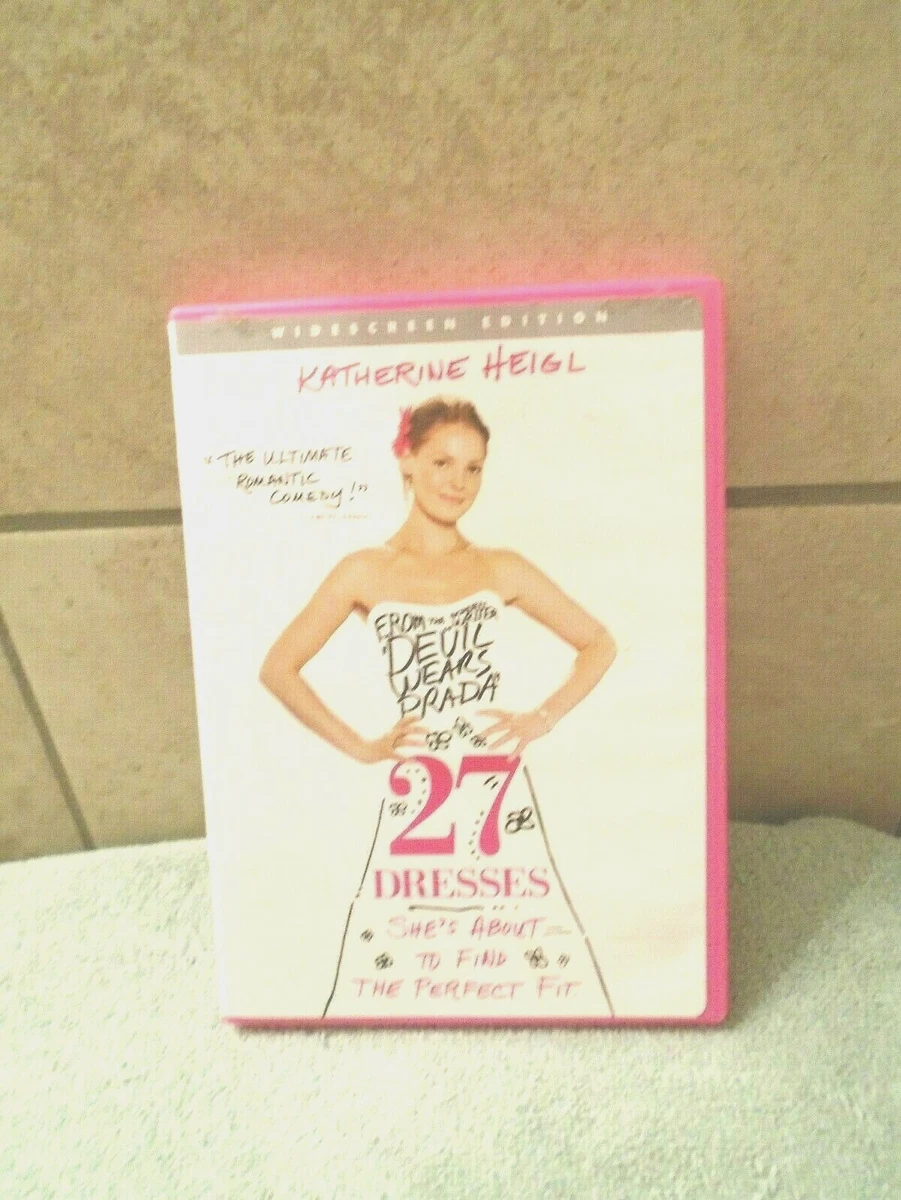 WIDESCREEN EDITION
KATHERINE HEIGL
"THE ULTIMATE
ROMANTIC
COMEDY!"
FROM THE WRITER
"DEVIL
WEARS
PRADA"
27
DRESSES
SHE'S ABOUT
TO FIND
THE PERFECT FIT